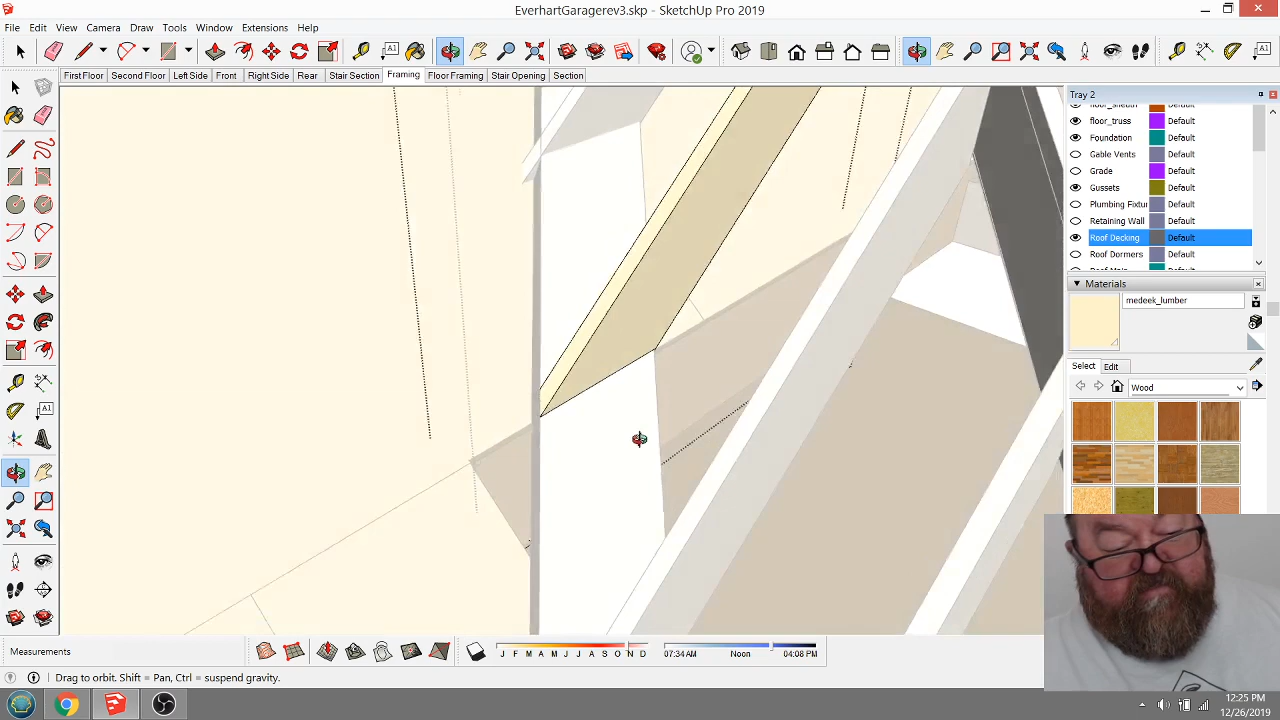 EverhartGaragerev3.skp - SketchUp Pro 2019
File Edit View Camera Draw Tools Window Extensions Help
First Floor Second Floor Left Side Front Right Side Rear Stair Section Framing Floor Framing Stair Opening Section
Tray 2
Default
floor_truss Default
Foundation Default
Gable Vents Default
Grade Default
Gussets Default
Plumbing Fixtu Default
Retaining Wall Default
Roof Decking Default
Roof Dormers Default
Materials
medeek_lumber
Select Edit
Wood
Measurements
J F M A M J J A S O N D
07:34 AM Noon 04:08 PM
Drag to orbit. Shift = Pan, Ctrl = suspend gravity.
12:25 PM
12/26/2019